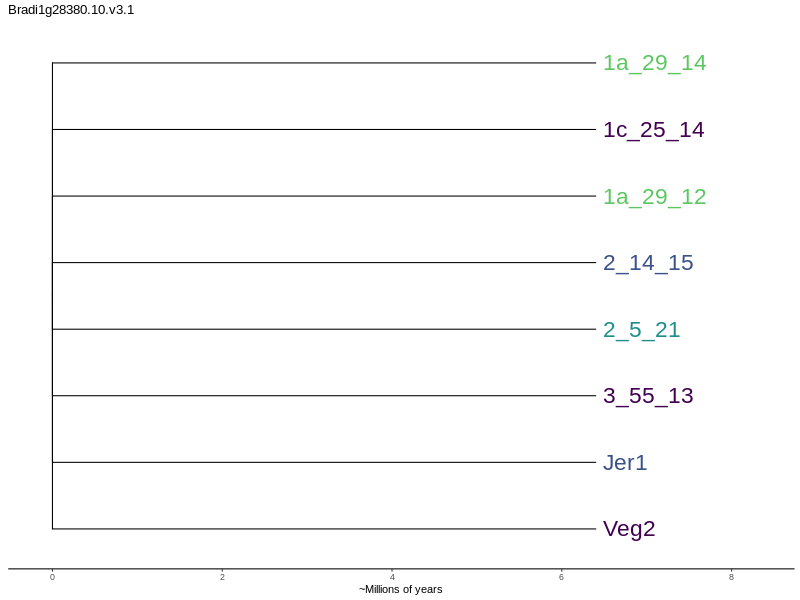 Bradi1g28380.10.v3.1
1a_29_14
1c_25_14
1a_29_12
2_14_15
2_5_21
3_55_13
Jer1
Veg2
0 2 4 6 8
~Millions of years